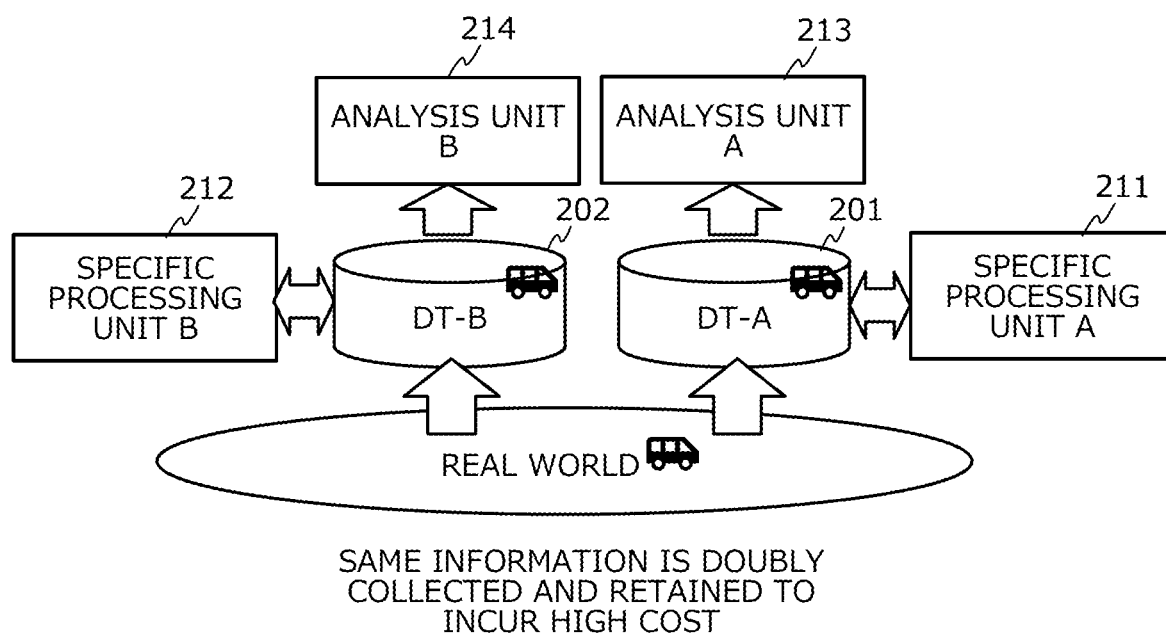 214
213
ANALYSIS UNIT
B
ANALYSIS UNIT
A
212
202
201
211
SPECIFIC
PROCESSING
UNIT B
DT-B
DT-A
SPECIFIC
PROCESSING
UNIT A
REAL WORLD
SAME INFORMATION IS DOUBLY
COLLECTED AND RETAINED TO
INCUR HIGH COST